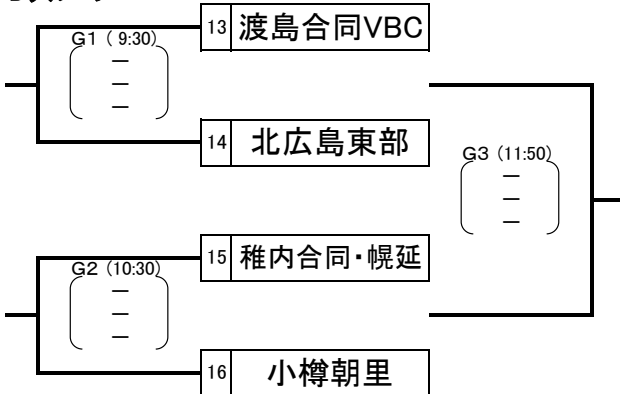 G1 ( 9:30)
—
—
—
13 渡島合同VBC
14 北広島東部
G3 (11:50)
—
—
—
15 稚内合同・幌延
G2 (10:30)
—
—
—
16 小樽朝里